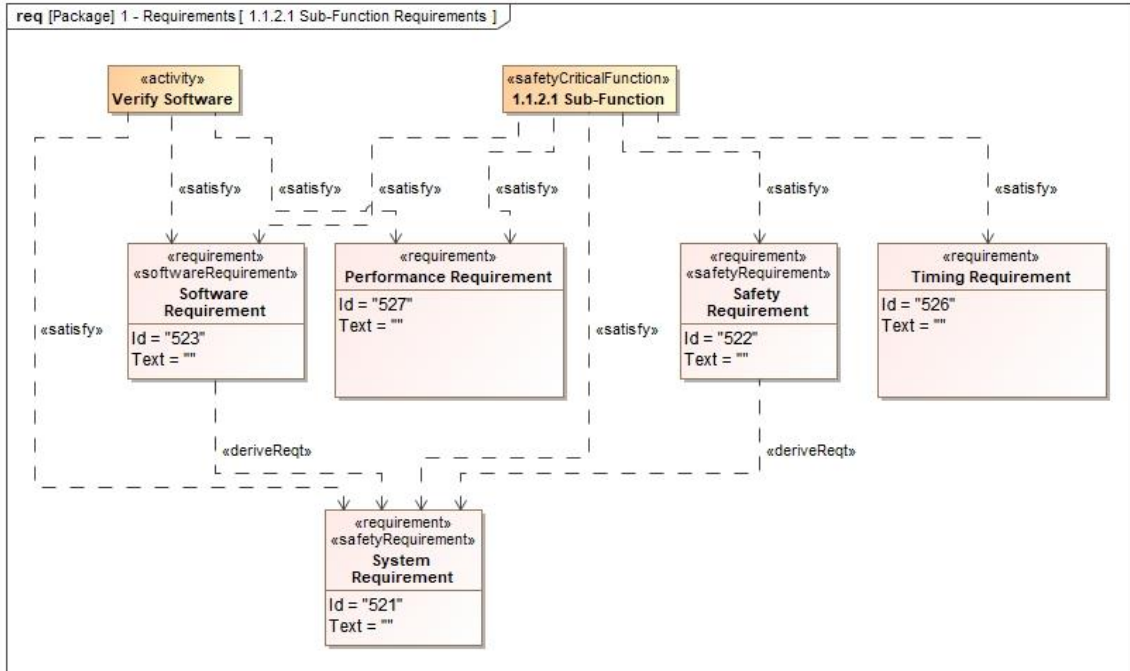 req [Package] 1 - Requirements [ 1.1.2.1 Sub-Function Requirements ]
«activity»
Verify Software
«safetyCriticalFunction»
1.1.2.1 Sub-Function
«satisfy»
«satisfy»
«satisfy»
«satisfy»
«satisfy»
«satisfy»
«requirement»
«softwareRequirement»
Software
Requirement
Id = "523"
Text = ""
«requirement»
Performance Requirement
Id = "527"
Text = ""
«requirement»
«safetyRequirement»
Safety
Requirement
Id = "522"
Text = ""
«requirement»
Timing Requirement
Id = "526"
Text = ""
«satisfy»
«satisfy»
«deriveReqt»
«deriveReqt»
«requirement»
«safetyRequirement»
System
Requirement
Id = "521"
Text = ""